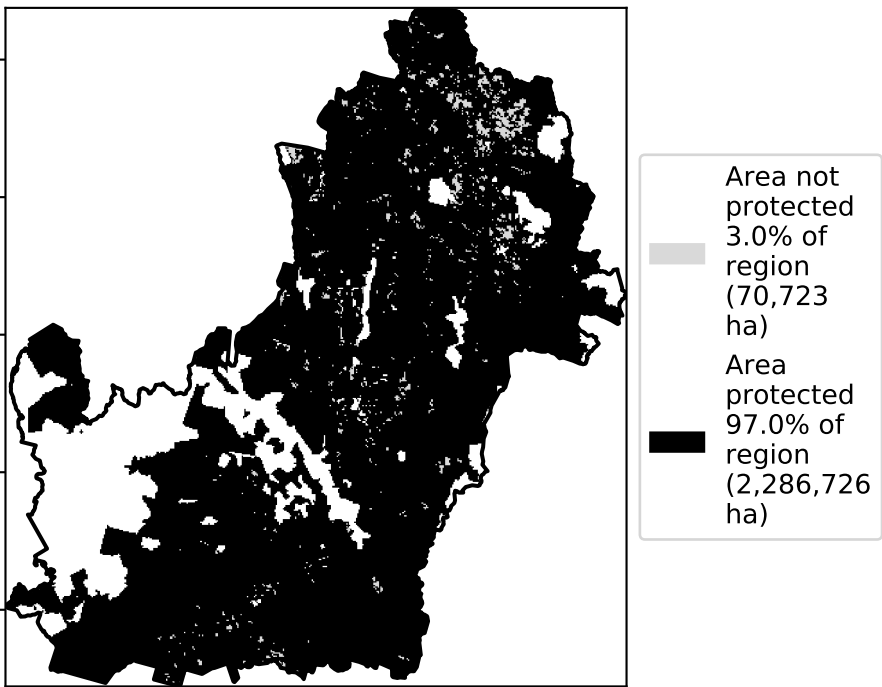 Area not
protected
3.0% of
region
(70,723
ha)
Area
protected
97.0% of
region
(2,286,726
ha)